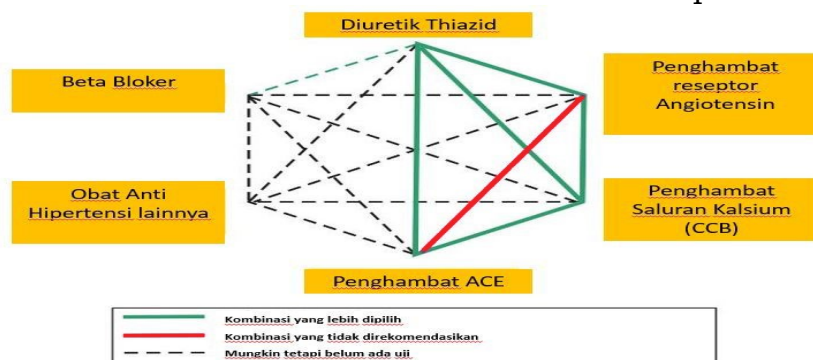 Diuretik Thiazid
Beta Bloker
Penghambat
reseptor
Angiotensin
Obat Anti
Hipertensi lainnya
Penghambat
Saluran Kalsium
(CCB)
Penghambat ACE
Kombinasi yang lebih dipilih
Kombinasi yang tidak direkomendasikan
Mungkin tetapi belum ada uji